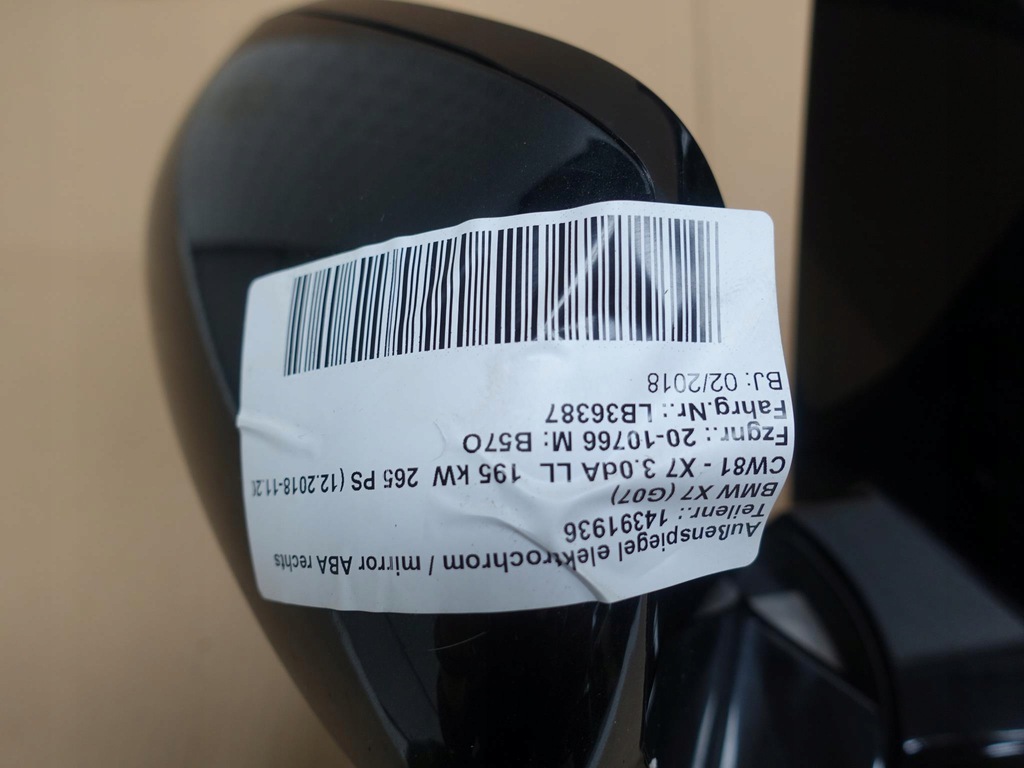 Außenspiegel elektrochrom / mirror ABA rechts
Teilenr.: 14391936
BMW X7 (G07)
CW81 - X7 3.0dA LL 195 kW 265 PS (12.2018-11.20
Fzgnr.: 20-10766 M: B57O
Fahrg.Nr.: LB36387
BJ: 02/2018